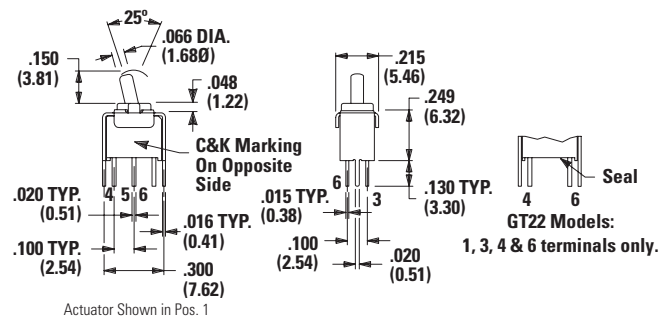 25º
.066 DIA.
(1.68Ø)
.150
(3.81)
.048
(1.22)
C&K Marking
On Opposite
Side
4 5 6
.020 TYP.
(0.51)
.016 TYP.
(0.41)
.100 TYP.
(2.54)
.300
(7.62)
Actuator Shown in Pos. 1
.215
(5.46)
.249
(6.32)
6
3
.130 TYP.
(3.30)
.015 TYP.
(0.38)
.100
(2.54)
.020
(0.51)
Seal
4 6
GT22 Models:
1, 3, 4 & 6 terminals only.